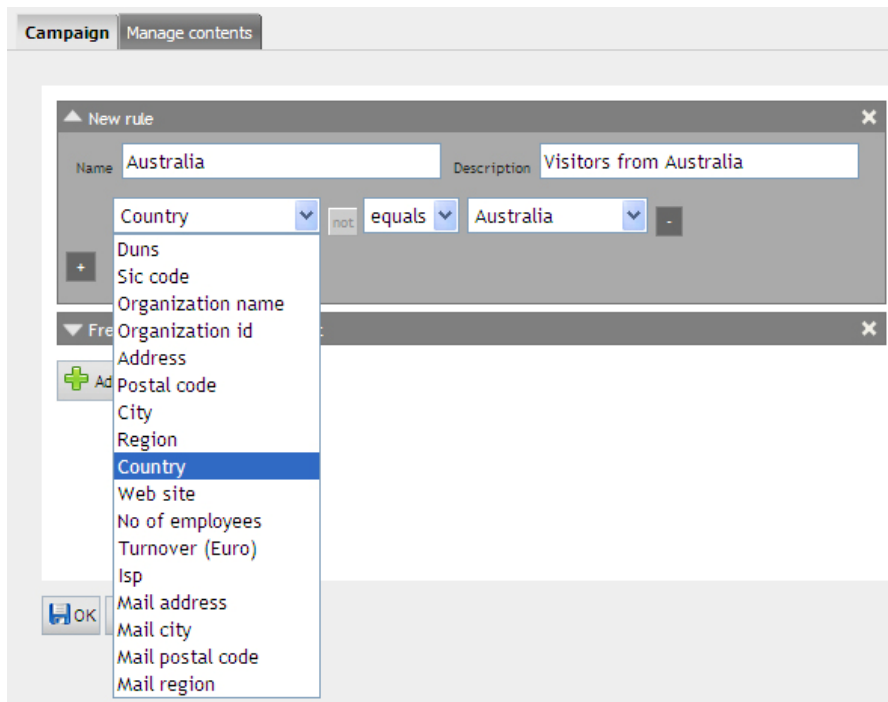 Campaign Manage contents
New rule
Name Australia Description Visitors from Australia
Country not equals Australia -
Duns
+
Sic code
Organization name
Organization id
Address
Postal code
City
Region
Country
Web site
No of employees
Turnover (Euro)
Isp
Mail address
OK
Mail city
Mail postal code
Mail region